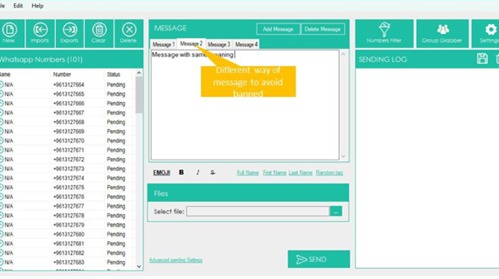 File Edit Help
New Imports Exports Clear Delete
MESSAGE
Add Message Delete Message
Numbers Filter Group Grabber Settings
Whatsapp Numbers (101)
SENDING LOG
Message 1 Message 2 Message 3 Message 4
Message with same meaning
Different way of
message to avoid
banned
Name Number Status
N/A +9613127664 Pending
N/A +9613127665 Pending
N/A +9613127666 Pending
N/A +9613127667 Pending
N/A +9613127668 Pending
N/A +9613127669 Pending
N/A +9613127670 Pending
N/A +9613127671 Pending
N/A +9613127672 Pending
N/A +9613127673 Pending
N/A +9613127674 Pending
N/A +9613127675 Pending
N/A +9613127676 Pending
N/A +9613127677 Pending
N/A +9613127678 Pending
N/A +9613127679 Pending
N/A +9613127680 Pending
N/A +9613127681 Pending
N/A +9613127682 Pending
N/A +9613127683 Pending
EMOJI B I S Full Name First Name Last Name Random tag
Files
Select file: ...
Advanced sending Settings
SEND